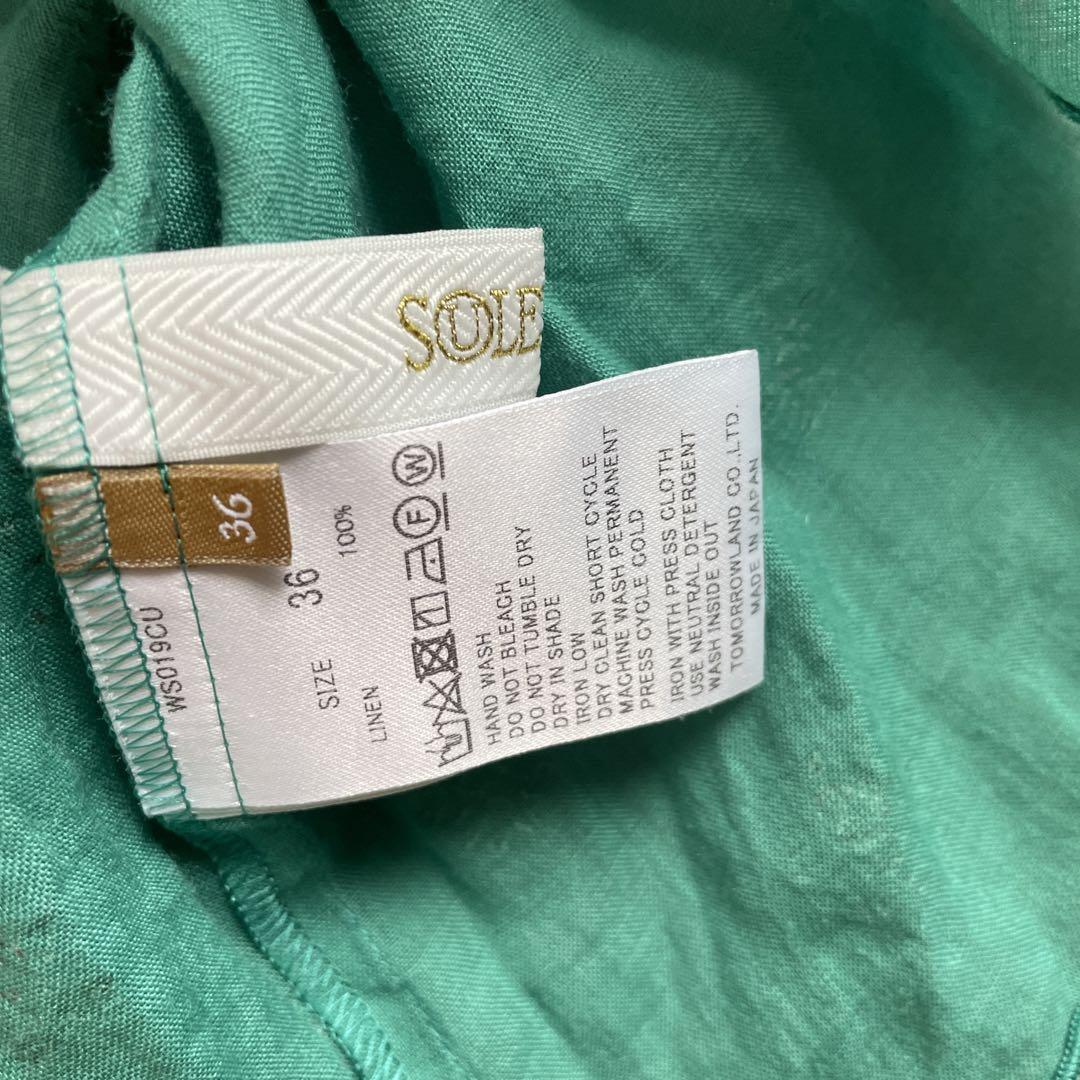 SOULE
36
WS019CU
SIZE 36
LINEN 100%
W
F
HAND WASH
DO NOT BLEACH
DO NOT TUMBLE DRY
DRY IN SHADE
IRON LOW
DRY CLEAN SHORT CYCLE
MACHINE WASH PERMANENT
PRESS CYCLE COLD
IRON WITH PRESS CLOTH
USE NEUTRAL DETERGENT
WASH INSIDE OUT
TOMORROWLAND CO.,LTD.
MADE IN JAPAN